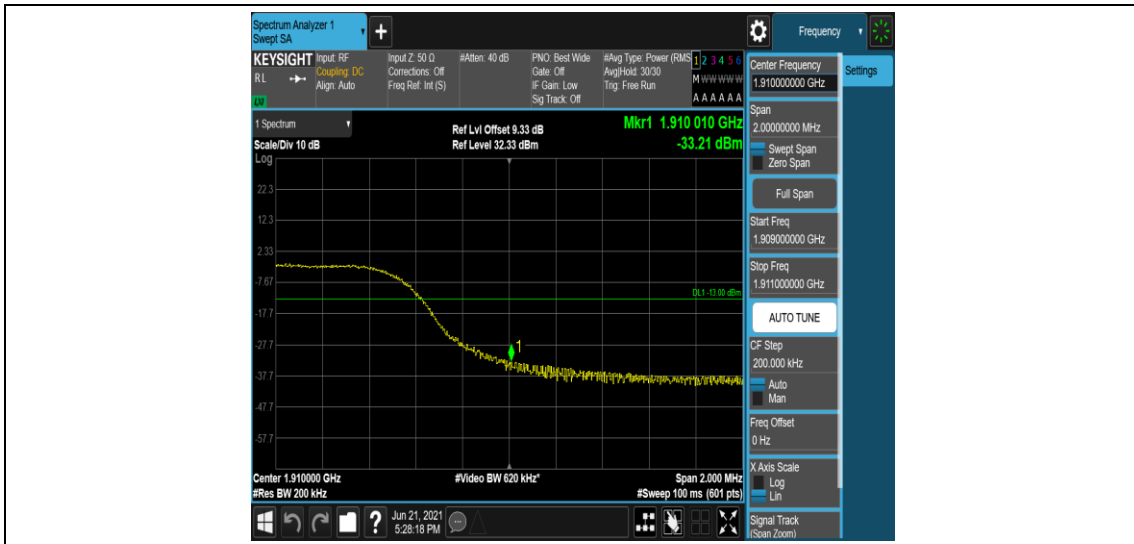 Spectrum Analyzer 1
Swept SA
+
Frequency
KEYSIGHT
RL
LXI
Input: RF
Coupling: DC
Align: Auto
Input Z: 50 Ω
Corrections: Off
Freq Ref: Int (S)
#Atten: 40 dB
PNO: Best Wide
Gate: Off
IF Gain: Low
Sig Track: Off
#Avg Type: Power (RMS
Avg|Hold: 30/30
Trig: Free Run
1 2 3 4 5 6
M W W W W W
A A A A A A
1 Spectrum
Scale/Div 10 dB
Log
Ref Lvl Offset 9.33 dB
Ref Level 32.33 dBm
Mkr1 1.910 010 GHz
-33.21 dBm
22.3
12.3
2.33
-7.67
-17.7
-27.7
-37.7
-47.7
-57.7
DL1 -13.00 dBm
1
Center 1.910000 GHz
#Res BW 200 kHz
#Video BW 620 kHz*
Span 2.000 MHz
#Sweep 100 ms (601 pts)
Center Frequency
1.910000000 GHz
Settings
Span
2.00000000 MHz
Swept Span
Zero Span
Full Span
Start Freq
1.909000000 GHz
Stop Freq
1.911000000 GHz
AUTO TUNE
CF Step
200.000 kHz
Auto
Man
Freq Offset
0 Hz
X Axis Scale
Log
Lin
Signal Track
(Span Zoom)
?
Jun 21, 2021
5:28:18 PM